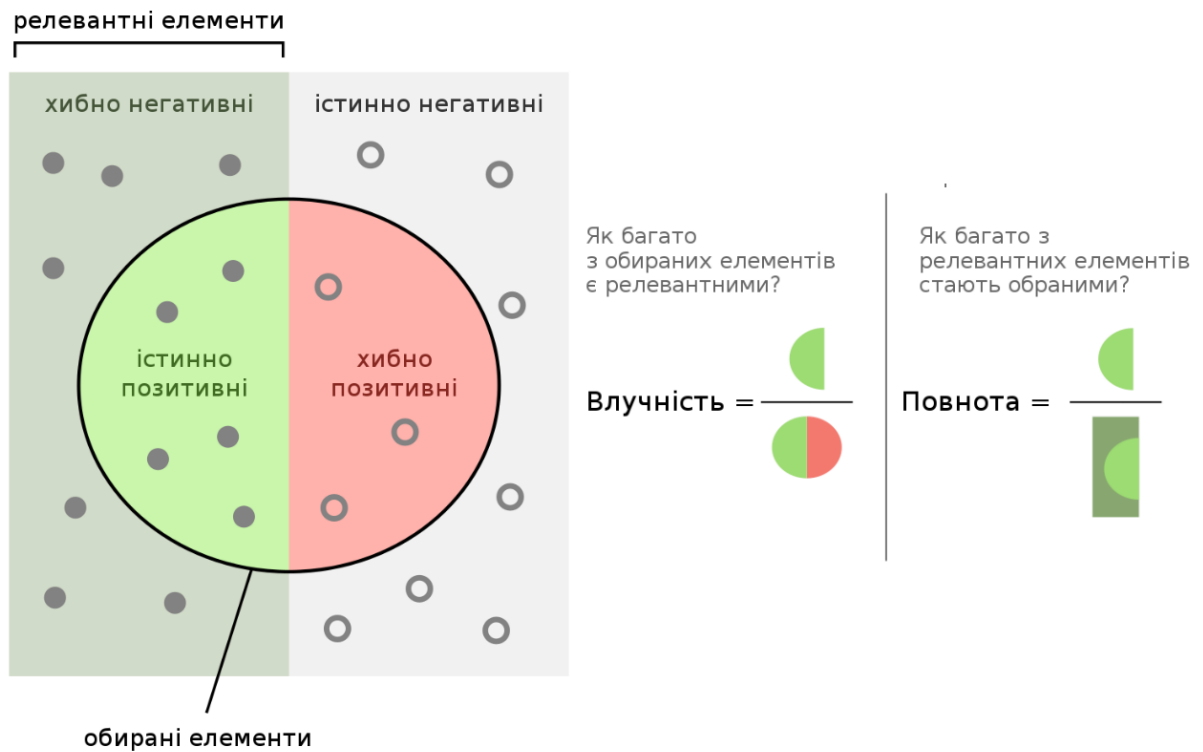 релевантні елементи
хибно негативні
істинно негативні
істинно
позитивні
хибно
позитивні
обирані елементи
Як багато
з обираних елементів
є релевантними?
Влучність =
Як багато з
релевантних елементів
стають обраними?
Повнота =